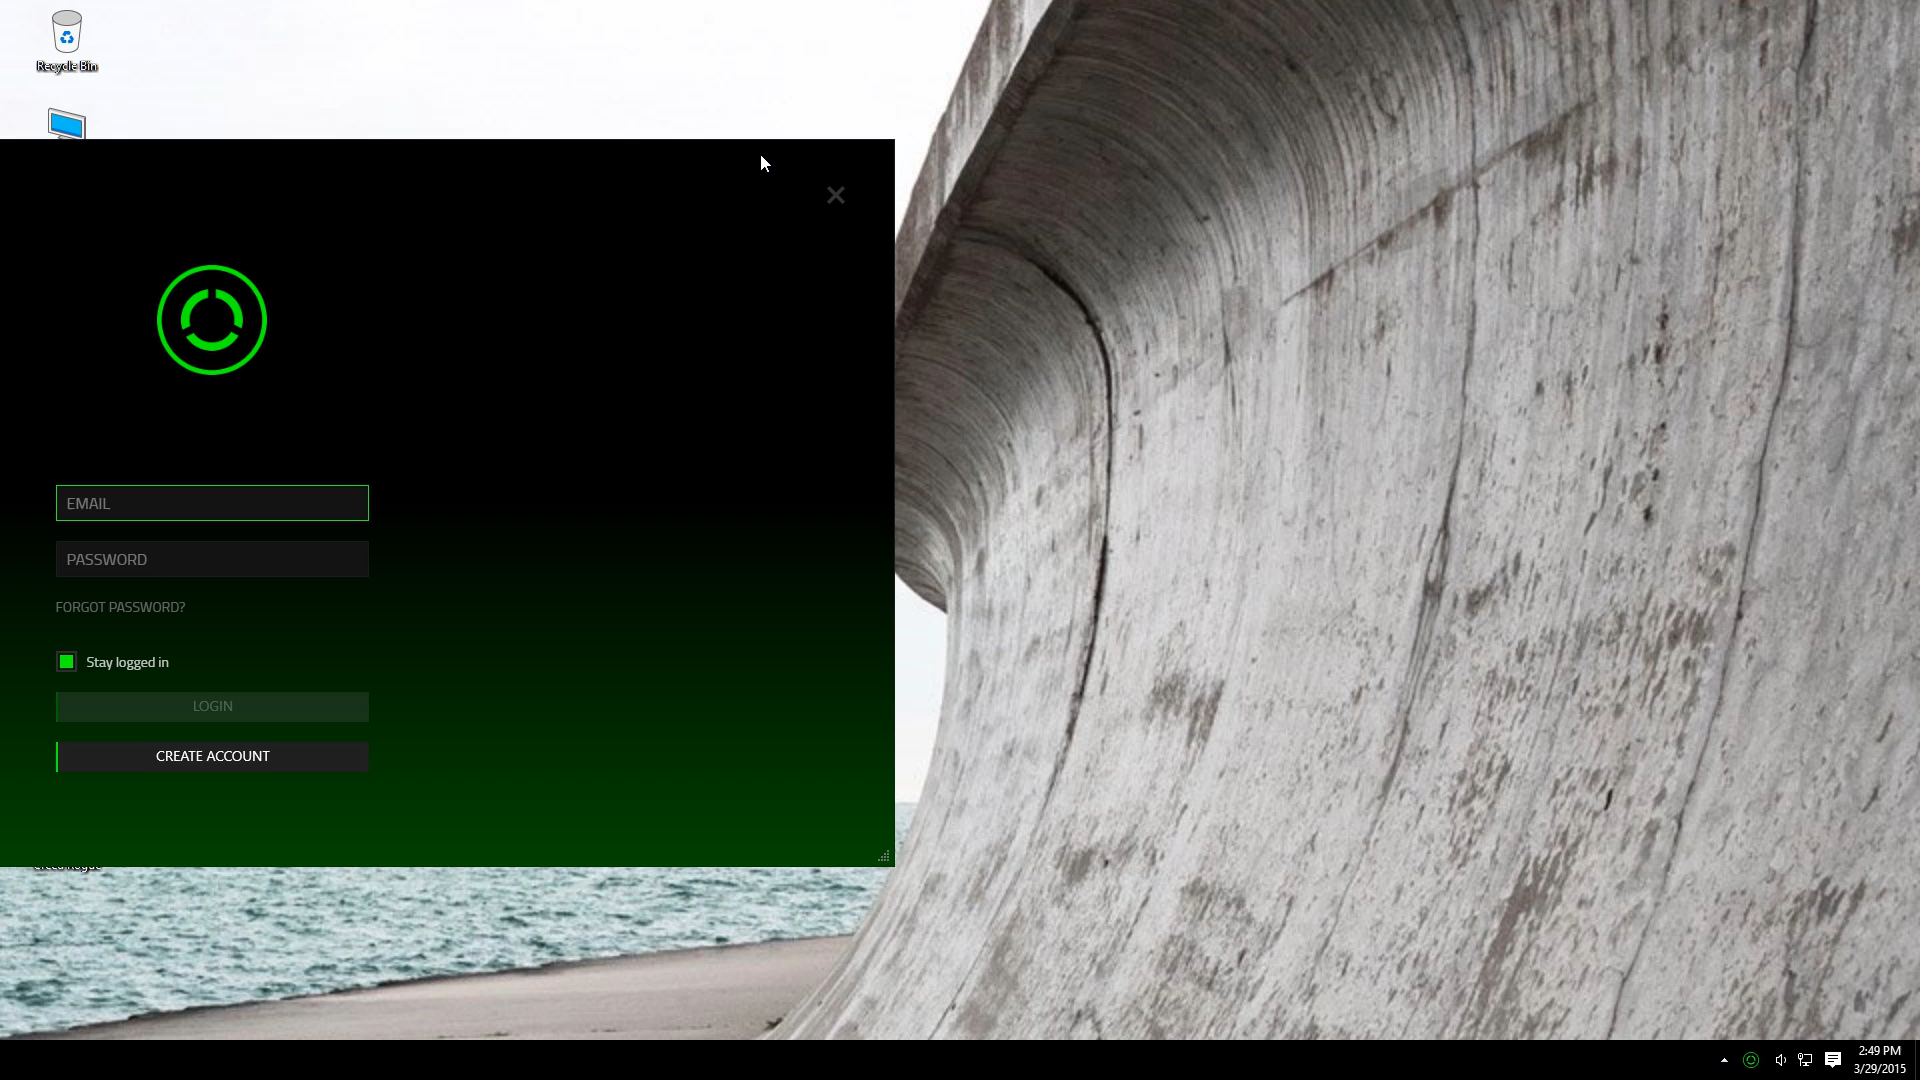 Recycle Bin
EMAIL
PASSWORD
FORGOT PASSWORD?
Stay logged in
LOGIN
CREATE ACCOUNT
2:49 PM
3/29/2015